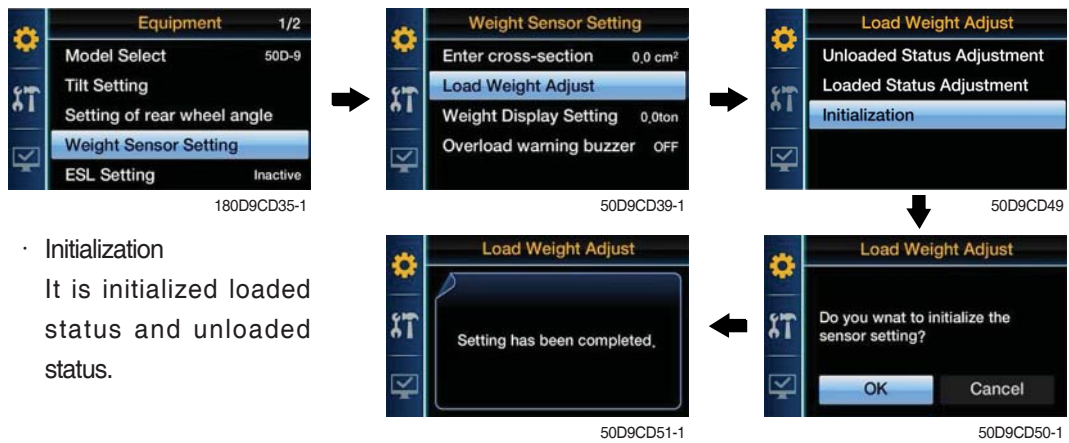 Equipment 1/2
Model Select 50D-9
Tilt Setting
Setting of rear wheel angle
Weight Sensor Setting
ESL Setting Inactive
180D9CD35-1
Weight Sensor Setting
Enter cross-section 0,0 cm²
Load Weight Adjust
Weight Display Setting 0,0ton
Overload warning buzzer OFF
50D9CD39-1
Load Weight Adjust
Unloaded Status Adjustment
Loaded Status Adjustment
Initialization
50D9CD49
· Initialization
It is initialized loaded
status and unloaded
status.
Load Weight Adjust
Do you wnat to initialize the
sensor setting?
OK Cancel
50D9CD50-1
Load Weight Adjust
Setting has been completed.
50D9CD51-1